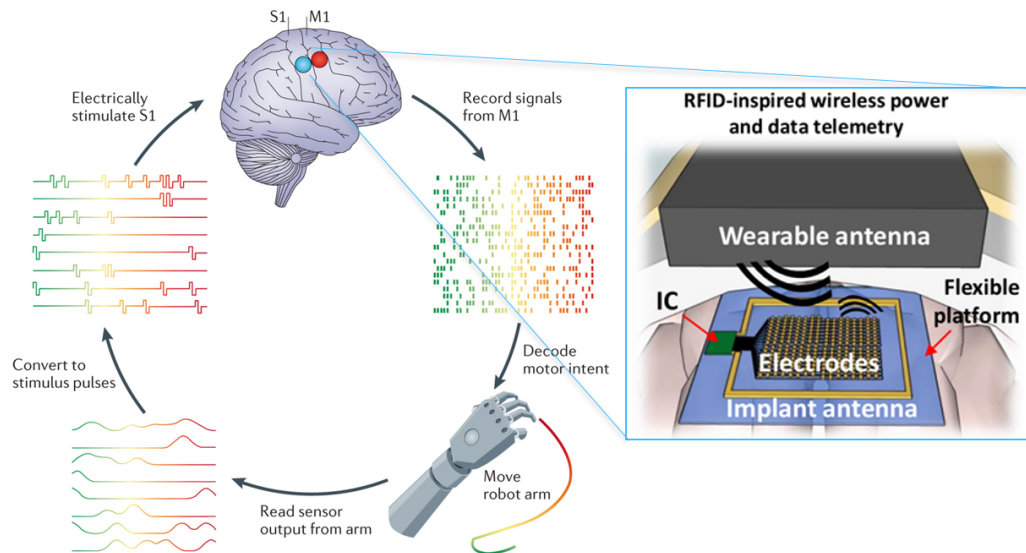 S1 M1
Electrically
stimulate S1
Record signals
from M1
RFID-inspired wireless power
and data telemetry
Wearable antenna
IC
Flexible
platform
Electrodes
Implant antenna
Decode
motor intent
Convert to
stimulus pulses
Move
robot arm
Read sensor
output from arm